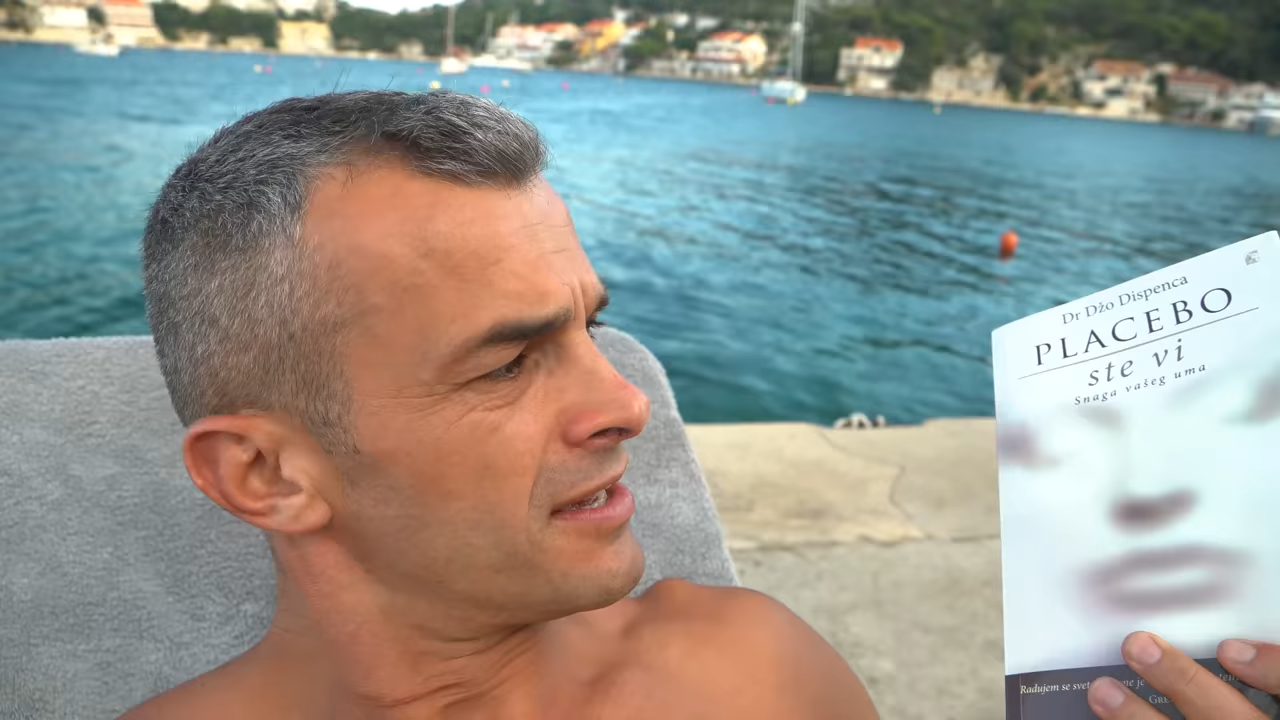 Dr Džo Dispenca
PLACEBO
ste vi
Snaga vašeg uma
Radujem se